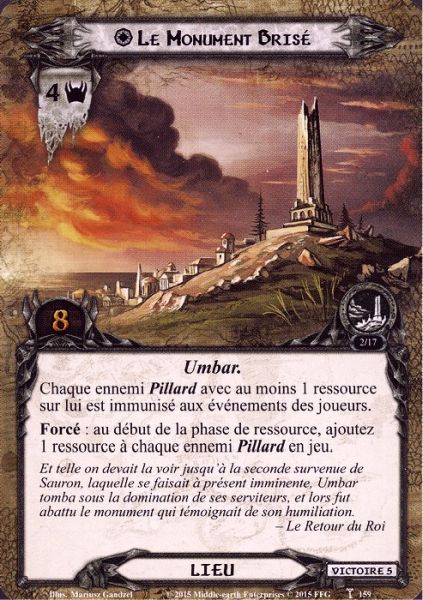 Le Monument Brisé
4
8
2/17
Umbar.
Chaque ennemi Pillard avec au moins 1 ressource
sur lui est immunisé aux événements des joueurs.
Forcé : au début de la phase de ressource, ajoutez
1 ressource à chaque ennemi Pillard en jeu.
Et telle on devait la voir jusqu'à la seconde survenue de
Sauron, laquelle se faisait à présent imminente, Umbar
tomba sous la domination de ses serviteurs, et lors fut
abattu le monument qui témoignait de son humiliation.
– Le Retour du Roi
LIEU
VICTOIRE 5
Illus. Mariusz Gandzel
© 2015 Middle-earth Enterprises © 2015 FFG
159